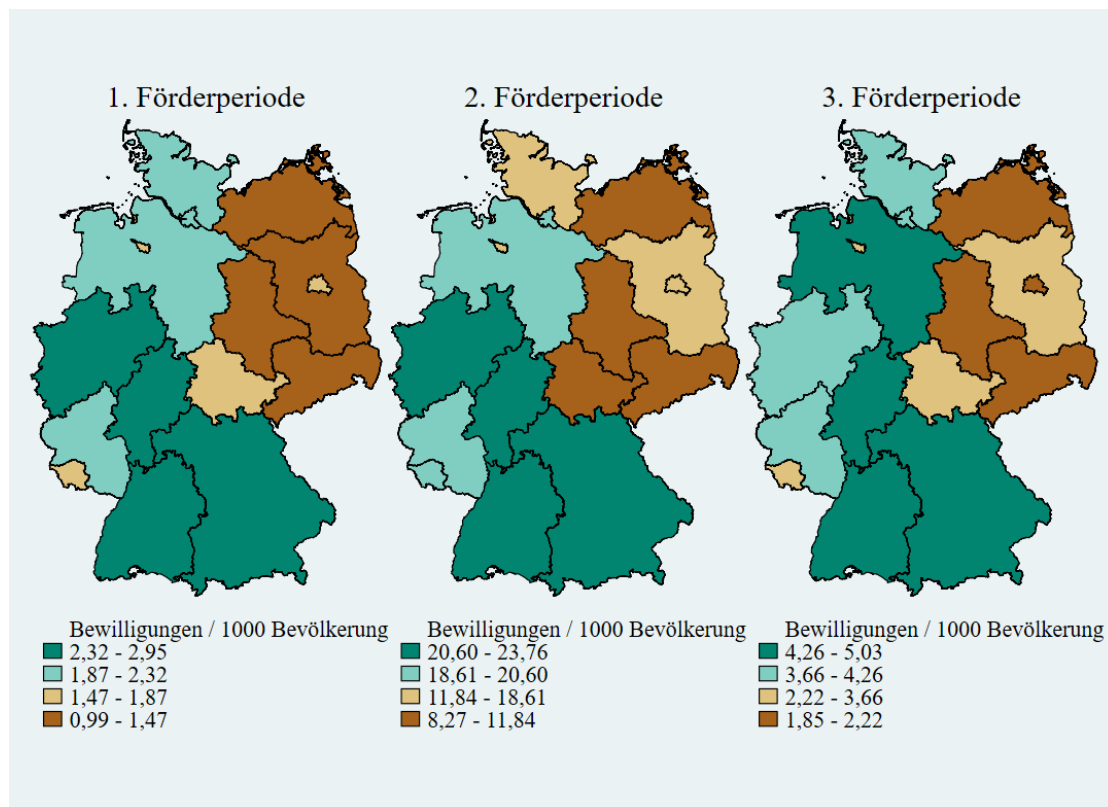 1. Förderperiode
2. Förderperiode
3. Förderperiode
Bewilligungen / 1000 Bevölkerung
2,32 - 2,95
1,87 - 2,32
1,47 - 1,87
0,99 - 1,47
Bewilligungen / 1000 Bevölkerung
20,60 - 23,76
18,61 - 20,60
11,84 - 18,61
8,27 - 11,84
Bewilligungen / 1000 Bevölkerung
4,26 - 5,03
3,66 - 4,26
2,22 - 3,66
1,85 - 2,22